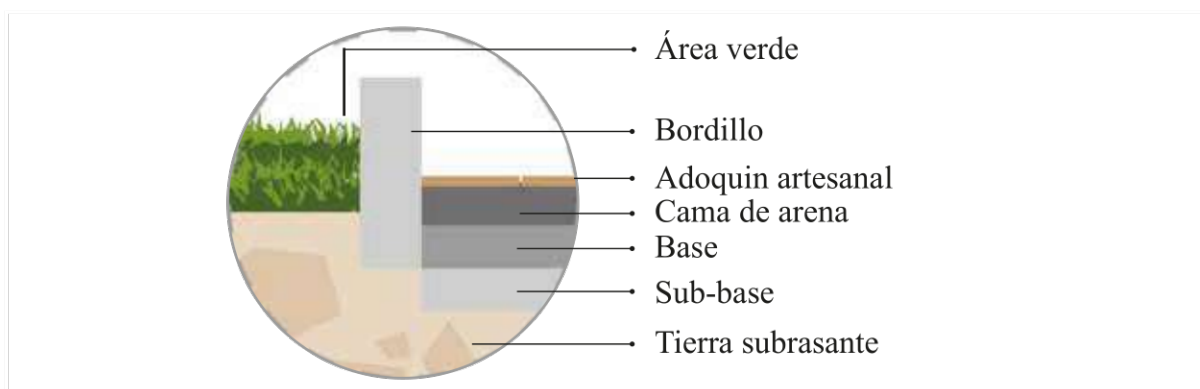 Área verde
Bordillo
Adoquin artesanal
Cama de arena
Base
Sub-base
Tierra subrasante